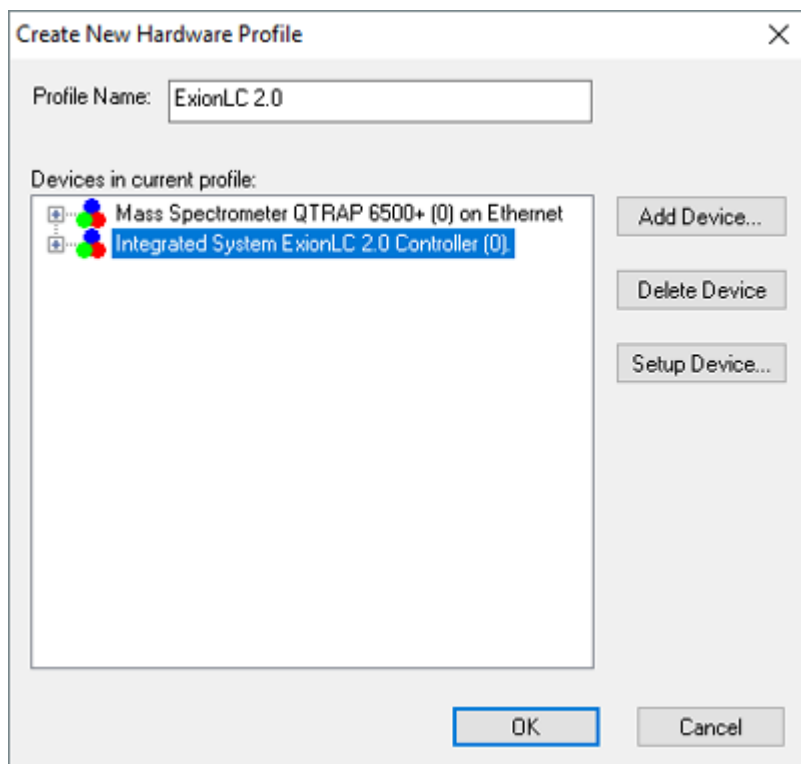 Create New Hardware Profile
Profile Name: ExionLC 2.0
Devices in current profile:
Mass Spectrometer QTRAP 6500+ (0) on Ethernet
Integrated System ExionLC 2.0 Controller (0).
Add Device...
Delete Device
Setup Device...
OK Cancel